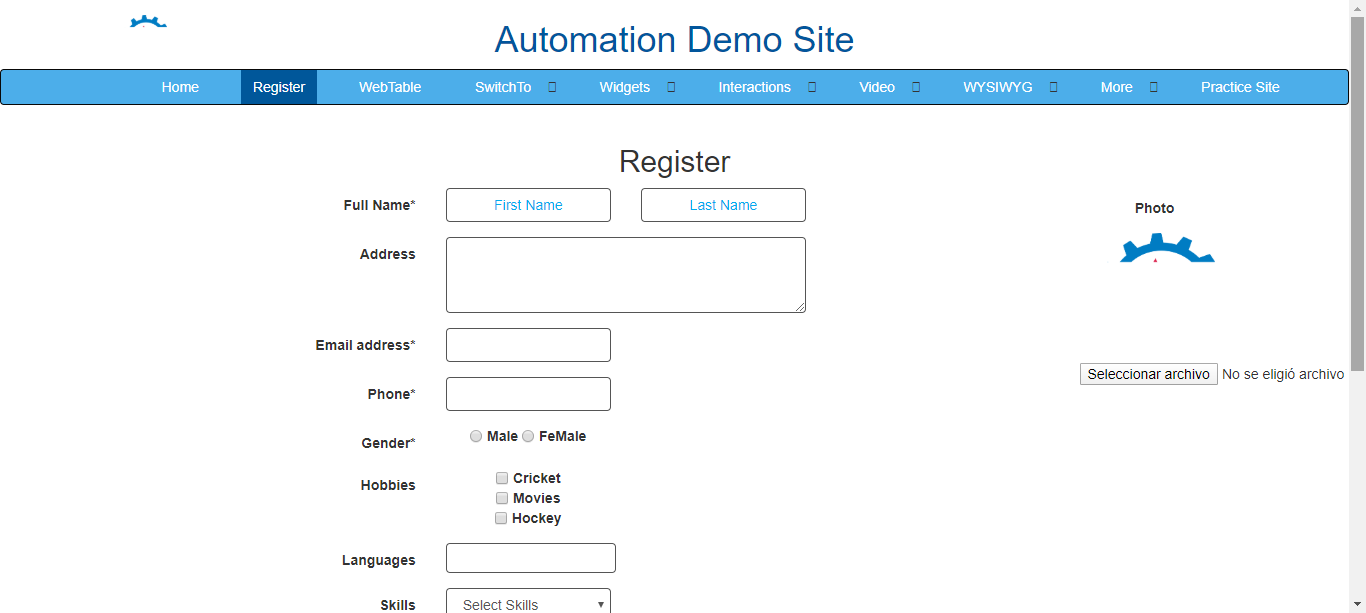 Automation Demo Site
Home Register WebTable SwitchTo Widgets Interactions Video WYSIWYG More Practice Site
Register
Full Name* First Name Last Name
Photo
Address
Email address*
Seleccionar archivo No se eligió archivo
Phone*
Gender* Male FeMale
Hobbies Cricket
Movies
Hockey
Languages
Skills Select Skills